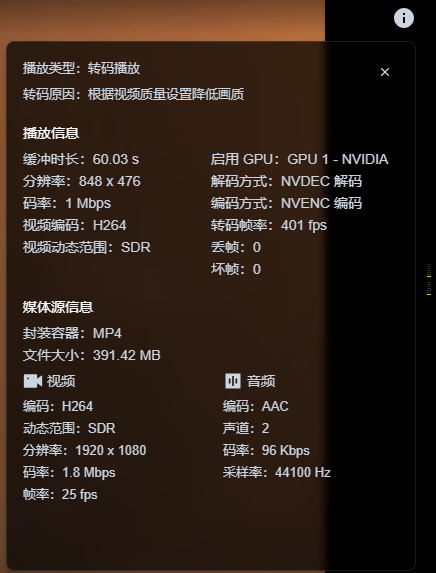 播放类型：转码播放
转码原因：根据视频质量设置降低画质
播放信息
缓冲时长：60.03 s
分辨率：848 x 476
码率：1 Mbps
视频编码：H264
视频动态范围：SDR
启用 GPU：GPU 1 - NVIDIA
解码方式：NVDEC 解码
编码方式：NVENC 编码
转码帧率：401 fps
丢帧：0
坏帧：0
媒体源信息
封装容器：MP4
文件大小：391.42 MB
视频
编码：H264
动态范围：SDR
分辨率：1920 x 1080
码率：1.8 Mbps
帧率：25 fps
音频
编码：AAC
声道：2
码率：96 Kbps
采样率：44100 Hz